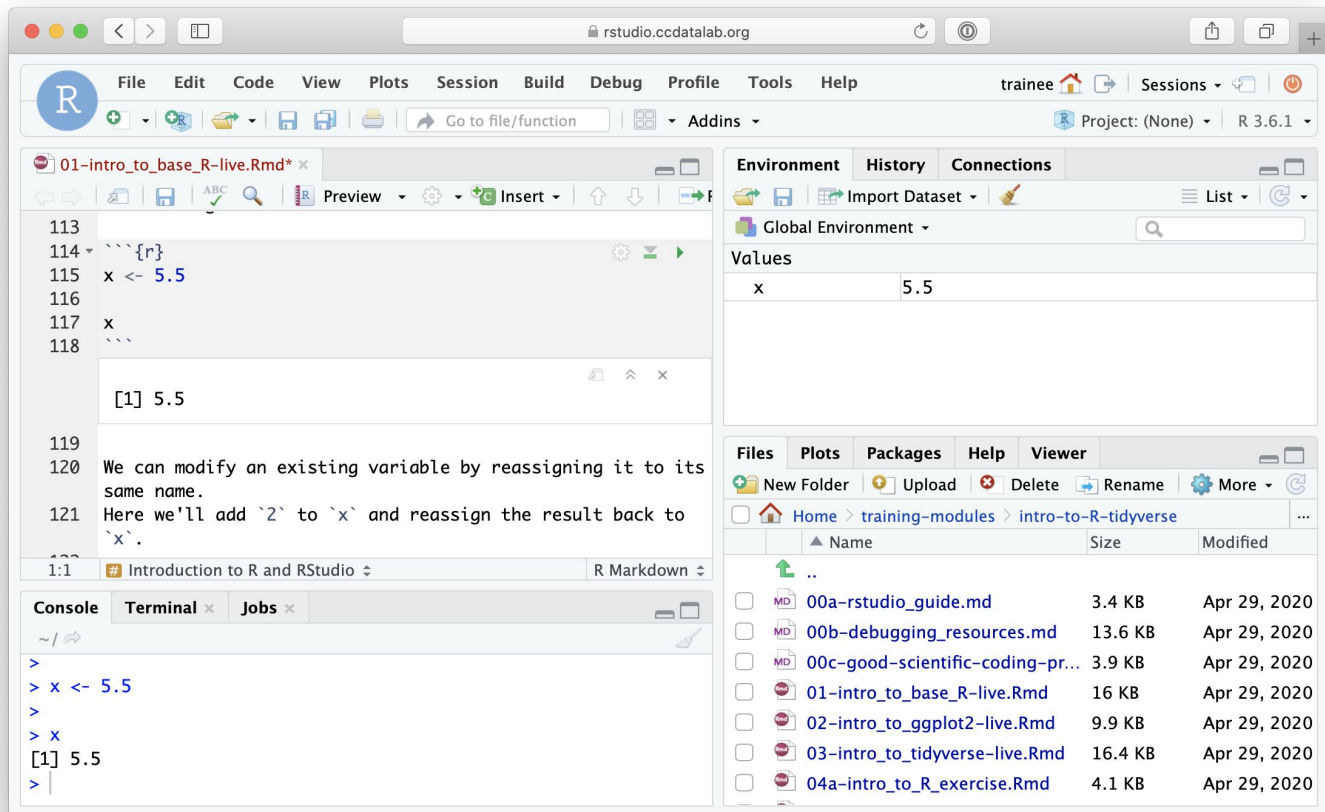 rstudio.ccdatalab.org
R
File Edit Code View Plots Session Build Debug Profile Tools Help
trainee
Sessions
Go to file/function
Addins
Project: (None)
R 3.6.1
01-intro_to_base_R-live.Rmd*
ABC
Preview
Insert
113
114 ```{r}
115 x <- 5.5
116
117 x
118 ```
[1] 5.5
119
120 We can modify an existing variable by reassigning it to its
same name.
121 Here we'll add `2` to `x` and reassign the result back to
`x`.
1:1
# Introduction to R and RStudio
R Markdown
Console Terminal Jobs
~/
>
> x <- 5.5
>
> x
[1] 5.5
>
Environment History Connections
Import Dataset
List
Global Environment
Values
x 5.5
Files Plots Packages Help Viewer
New Folder Upload Delete Rename More
Home > training-modules > intro-to-R-tidyverse ...
Name Size Modified
..
MD 00a-rstudio_guide.md 3.4 KB Apr 29, 2020
MD 00b-debugging_resources.md 13.6 KB Apr 29, 2020
MD 00c-good-scientific-coding-pr... 3.9 KB Apr 29, 2020
Rmd 01-intro_to_base_R-live.Rmd 16 KB Apr 29, 2020
Rmd 02-intro_to_ggplot2-live.Rmd 9.9 KB Apr 29, 2020
Rmd 03-intro_to_tidyverse-live.Rmd 16.4 KB Apr 29, 2020
Rmd 04a-intro_to_R_exercise.Rmd 4.1 KB Apr 29, 2020